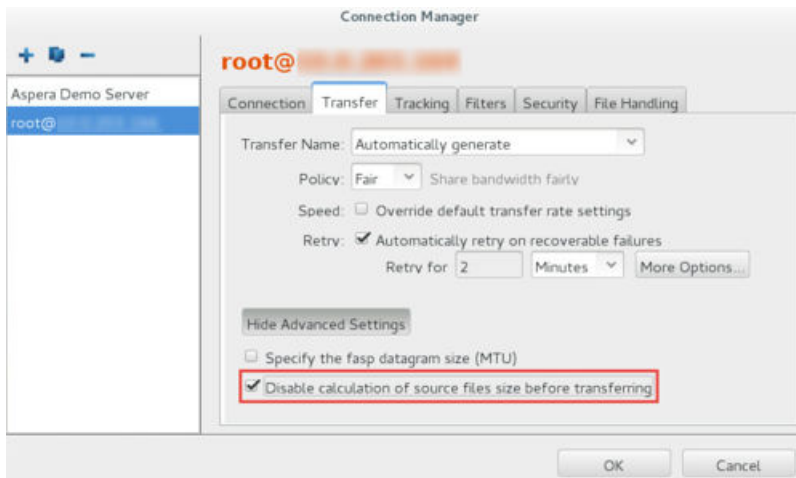 Connection Manager
Aspera Demo Server
root@
root@
Connection Transfer Tracking Filters Security File Handling
Transfer Name: Automatically generate
Policy: Fair Share bandwidth fairly
Speed: Override default transfer rate settings
Retry: Automatically retry on recoverable failures
Retry for 2 Minutes More Options...
Hide Advanced Settings
Specify the fasp datagram size (MTU)
Disable calculation of source files size before transferring
OK Cancel